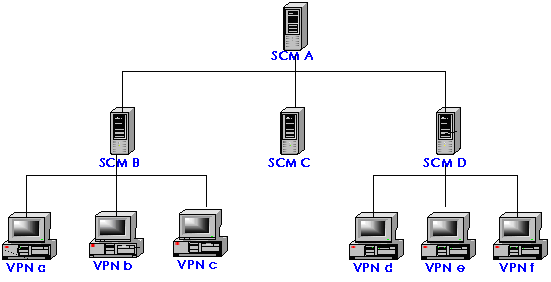 SCM A
SCM B
SCM C
SCM D
VPN a
VPN b
VPN c
VPN d
VPN e
VPN f